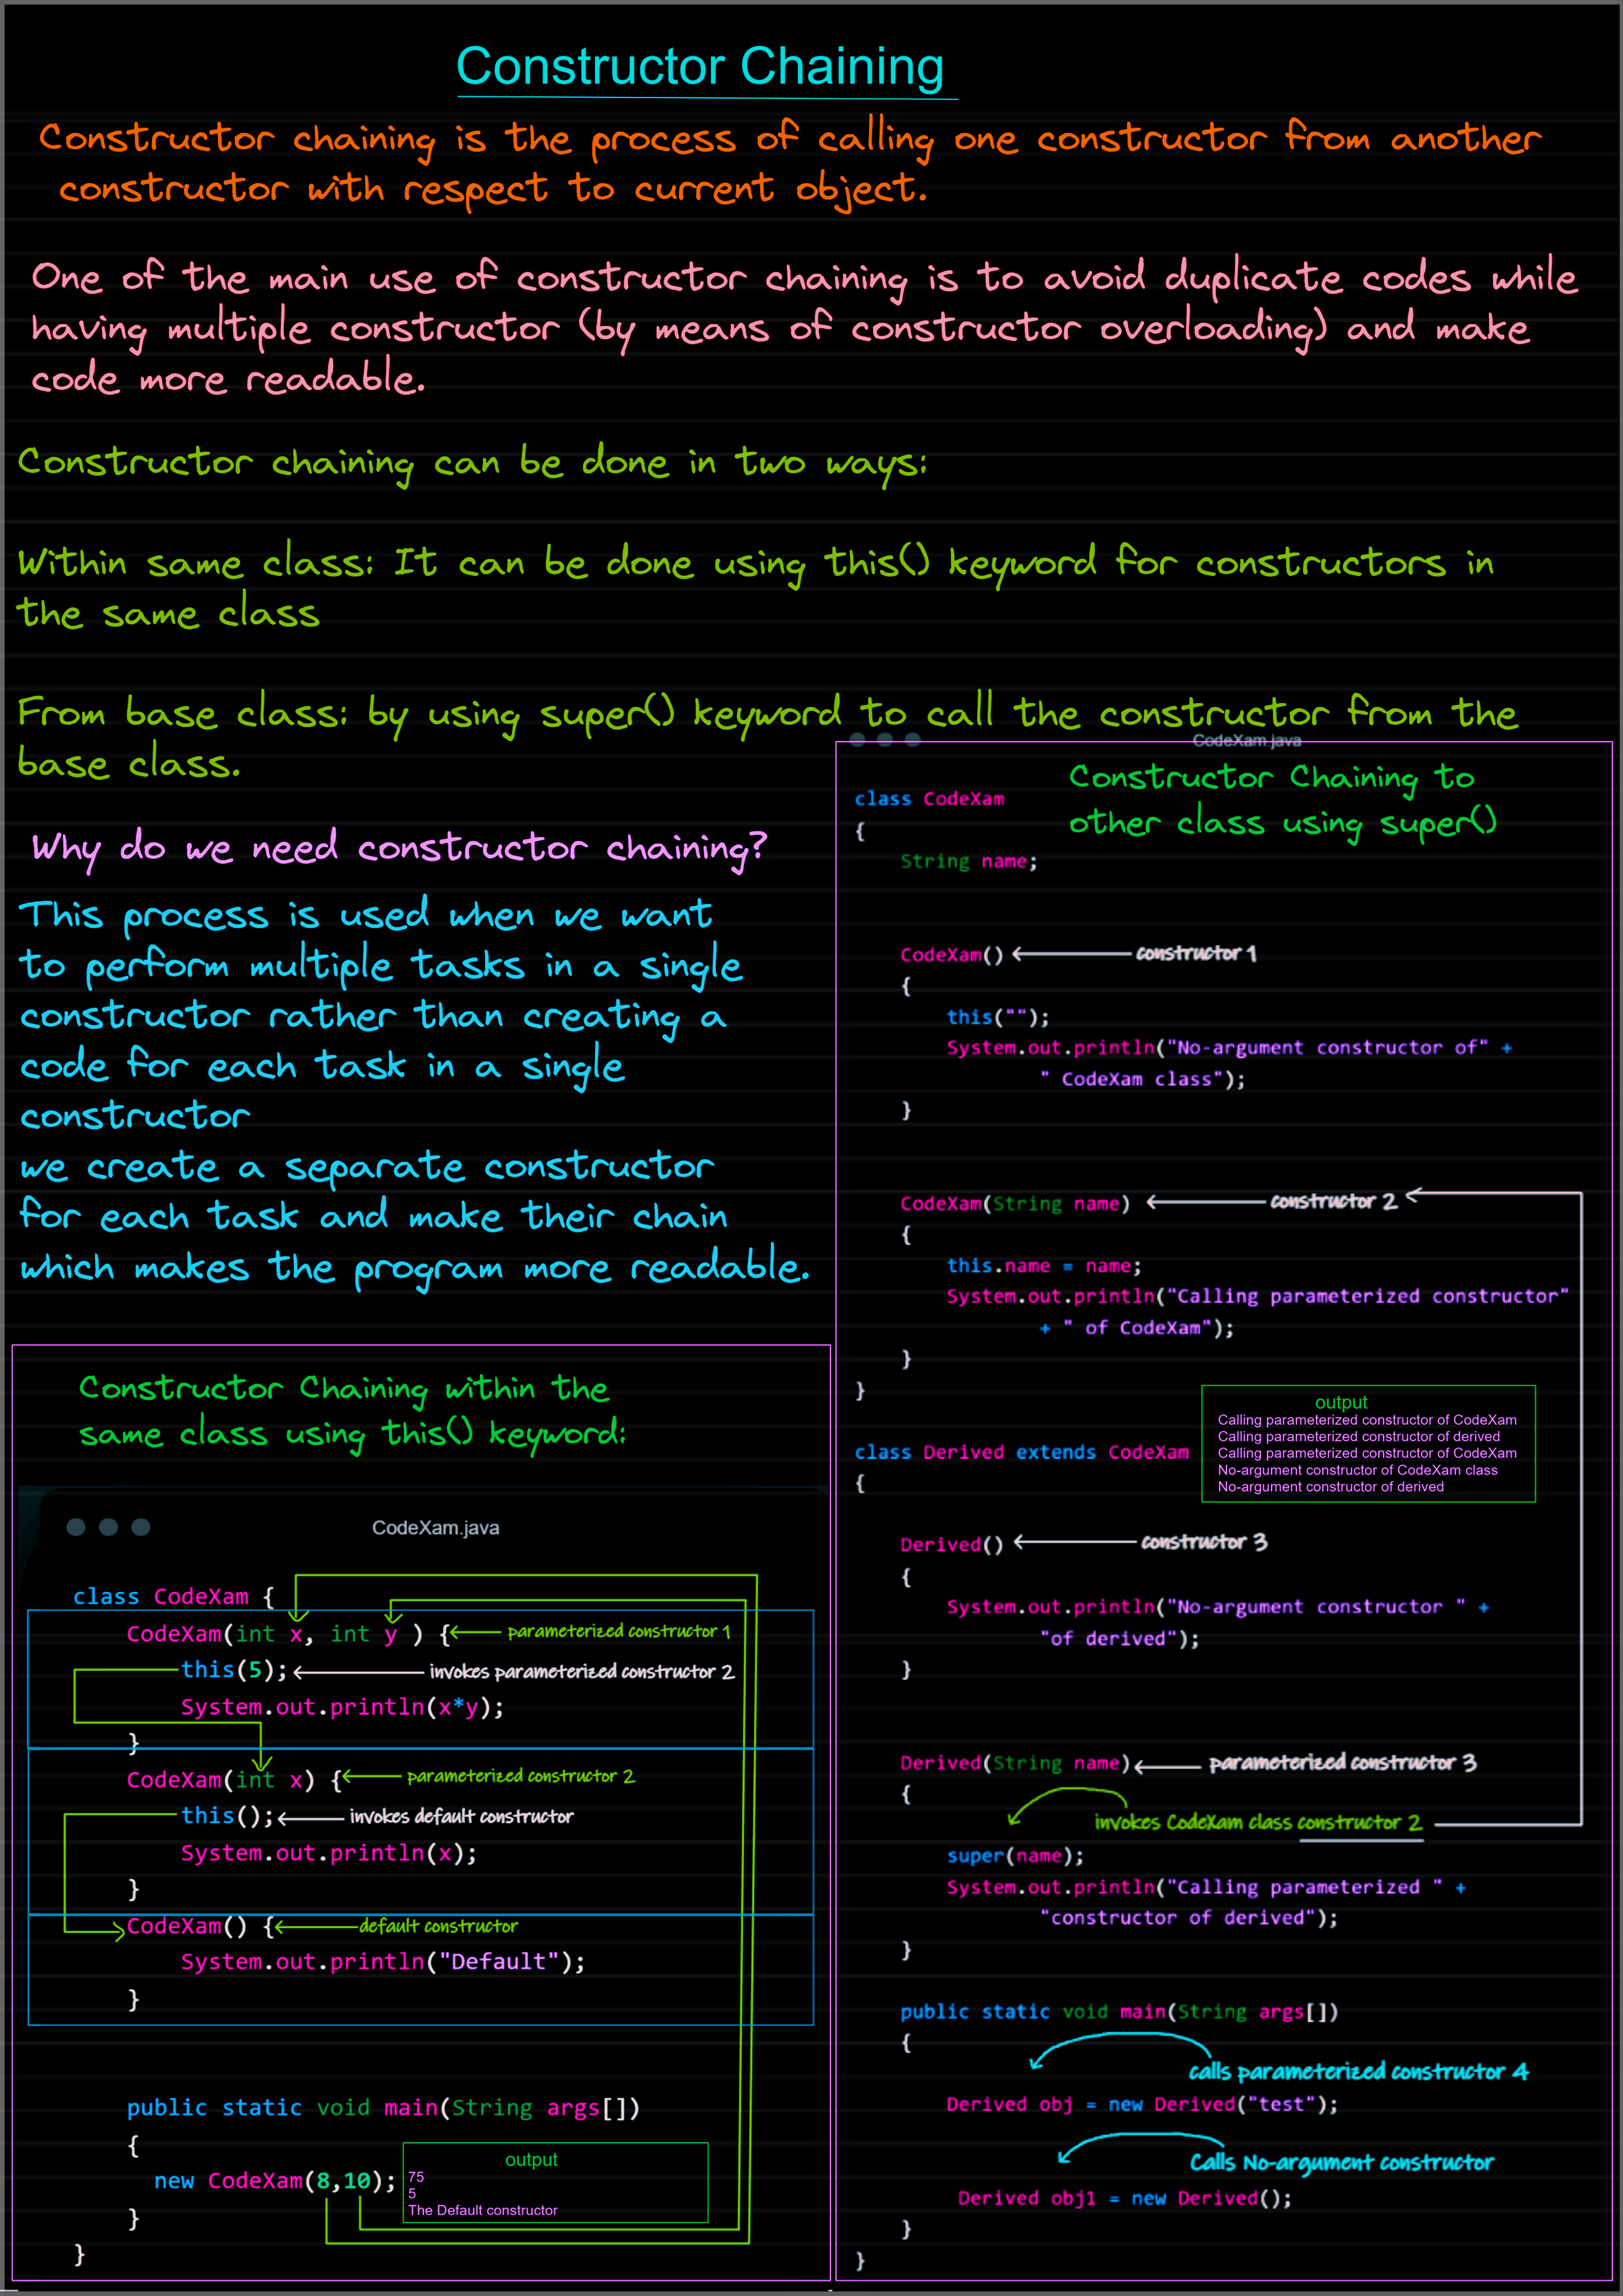 Constructor Chaining
Constructor chaining is the process of calling one constructor from another
constructor with respect to current object.
One of the main use of constructor chaining is to avoid duplicate codes while
having multiple constructor (by means of constructor overloading) and make
code more readable.
Constructor chaining can be done in two ways:
Within same class: It can be done using this() keyword for constructors in
the same class
From base class: by using super() keyword to call the constructor from the
base class.
Why do we need constructor chaining?
This process is used when we want
to perform multiple tasks in a single
constructor rather than creating a
code for each task in a single
constructor
we create a separate constructor
for each task and make their chain
which makes the program more readable.
Constructor Chaining within the
same class using this() keyword:
CodeXam.java
class CodeXam {
CodeXam(int x, int y ) { parameterized constructor 1
this(5); invokes parameterized constructor 2
System.out.println(x*y);
}
CodeXam(int x) { parameterized constructor 2
this(); invokes default constructor
System.out.println(x);
}
CodeXam() { default constructor
System.out.println("Default");
}
public static void main(String args[])
{
new CodeXam(8,10);
}
}
output
75
5
The Default constructor
CodeXam.java
Constructor Chaining to
other class using super()
class CodeXam
{
String name;
CodeXam() constructor 1
{
this("");
System.out.println("No-argument constructor of" +
" CodeXam class");
}
CodeXam(String name) constructor 2
{
this.name = name;
System.out.println("Calling parameterized constructor"
+ " of CodeXam");
}
}
output
Calling parameterized constructor of CodeXam
Calling parameterized constructor of derived
Calling parameterized constructor of CodeXam
No-argument constructor of CodeXam class
No-argument constructor of derived
class Derived extends CodeXam
{
Derived() constructor 3
{
System.out.println("No-argument constructor " +
"of derived");
}
Derived(String name) parameterized constructor 3
{
invokes CodeXam class constructor 2
super(name);
System.out.println("Calling parameterized " +
"constructor of derived");
}
public static void main(String args[])
{
calls parameterized constructor 4
Derived obj = new Derived("test");
Calls No-argument constructor
Derived obj1 = new Derived();
}
}